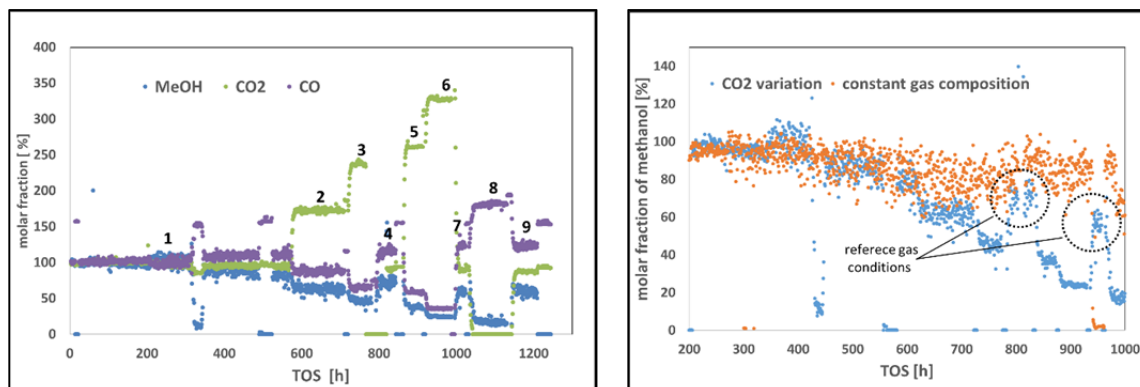 400
350
300
250
200
150
100
50
0
molar fraction [ %]
MeOH CO2 CO
1
2
3
4
5
6
7
8
9
0 200 400 600 800 1000 1200
TOS [h]
140
120
100
80
60
40
20
0
molar fraction of methanol [%]
CO2 variation constant gas composition
referece gas
conditions
200 300 400 500 600 700 800 900 1000
TOS [h]